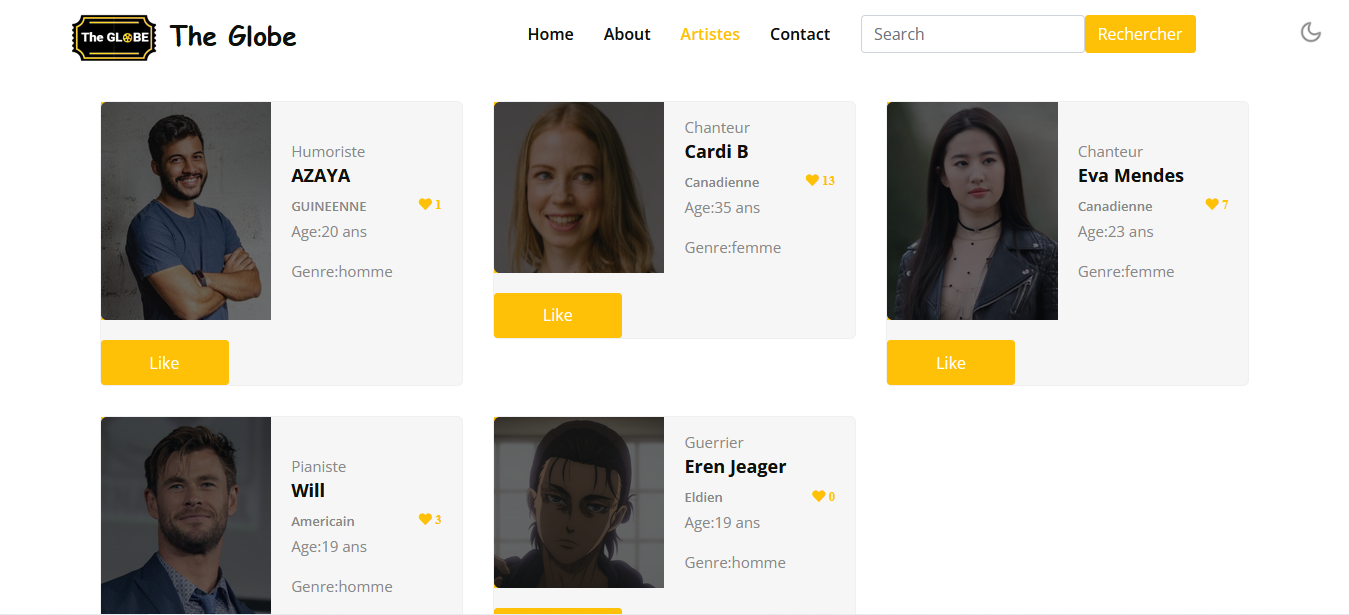 The GLOBE The Globe Home About Artistes Contact Search Rechercher
Humoriste
AZAYA
GUINEENNE 1
Age:20 ans
Genre:homme
Like
Chanteur
Cardi B
Canadienne 13
Age:35 ans
Genre:femme
Like
Chanteur
Eva Mendes
Canadienne 7
Age:23 ans
Genre:femme
Like
Pianiste
Will
Americain 3
Age:19 ans
Genre:homme
Guerrier
Eren Jeager
Eldien 0
Age:19 ans
Genre:homme